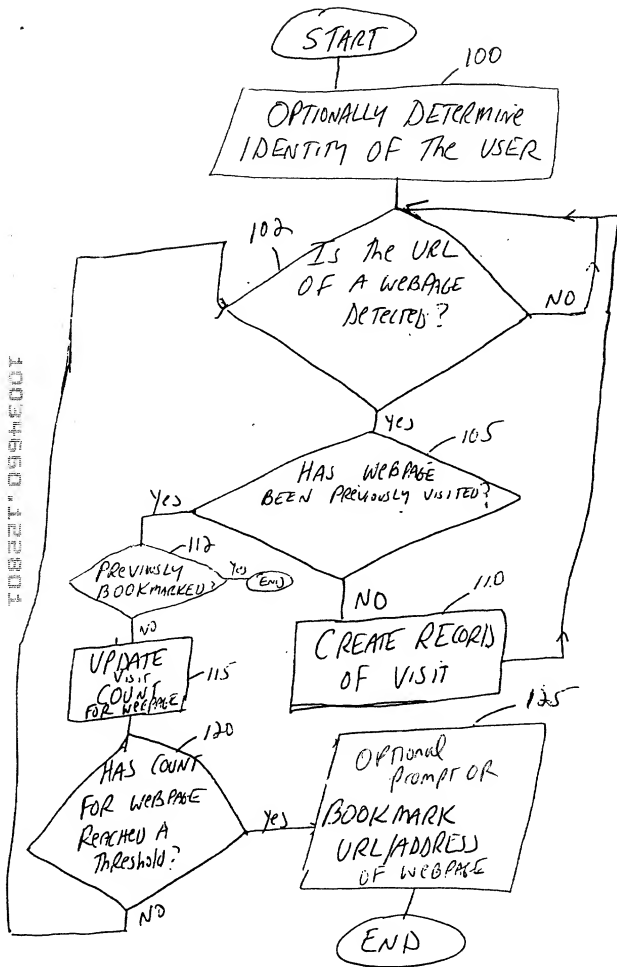 START
100
OPTIONALLY DETERMINE
IDENTITY OF THE USER
102
IS THE URL
OF A WEBPAGE
DETECTED?
NO
Yes
105
HAS WEBPAGE
BEEN PREVIOUSLY VISITED?
Yes
112
PREVIOUSLY
BOOKMARKED?
Yes
END
NO
110
NO
CREATE RECORD
OF VISIT
UPDATE
VISIT
COUNT
FOR WEBPAGE
115
120
HAS COUNT
FOR WEBPAGE
REACHED A
Threshold?
Yes
NO
125
OPTIONAL
Prompt OR
BOOKMARK
URL/ADDRESS
OF WEBPAGE
END
10034660.122801